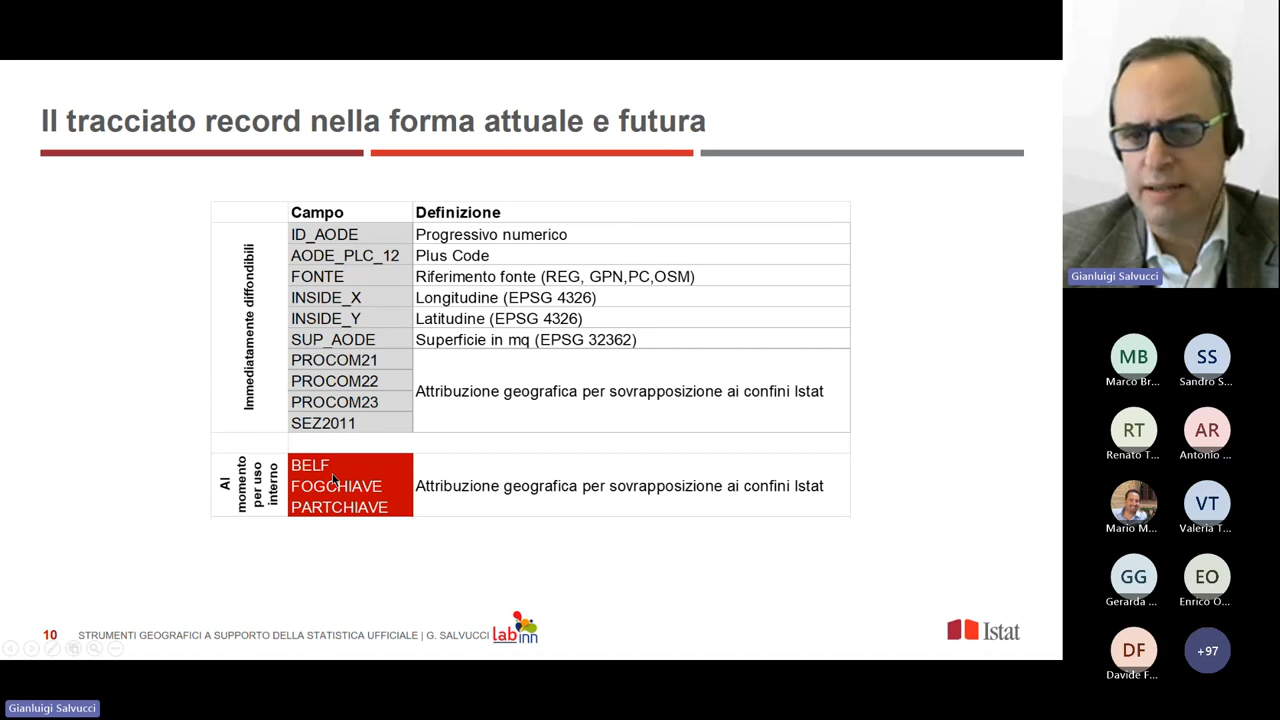 Il tracciato record nella forma attuale e futura
Campo Definizione
Immediatamente diffondibili
ID_AODE Progressivo numerico
AODE_PLC_12 Plus Code
FONTE Riferimento fonte (REG, GPN,PC,OSM)
INSIDE_X Longitudine (EPSG 4326)
INSIDE_Y Latitudine (EPSG 4326)
SUP_AODE Superficie in mq (EPSG 32362)
PROCOM21
PROCOM22
PROCOM23
SEZ2011
Attribuzione geografica per sovrapposizione ai confini Istat
Al
momento
per uso
interno
BELF
FOGCHIAVE
PARTCHIAVE
Attribuzione geografica per sovrapposizione ai confini Istat
10 STRUMENTI GEOGRAFICI A SUPPORTO DELLA STATISTICA UFFICIALE | G. SALVUCCI
lab inn
Istat
Gianluigi Salvucci
MB SS
Marco Br... Sandro S...
RT AR
Renato T... Antonio ...
VT
Mario M... Valeria T...
GG EO
Gerarda ... Enrico O...
DF +97
Davide F...
Gianluigi Salvucci